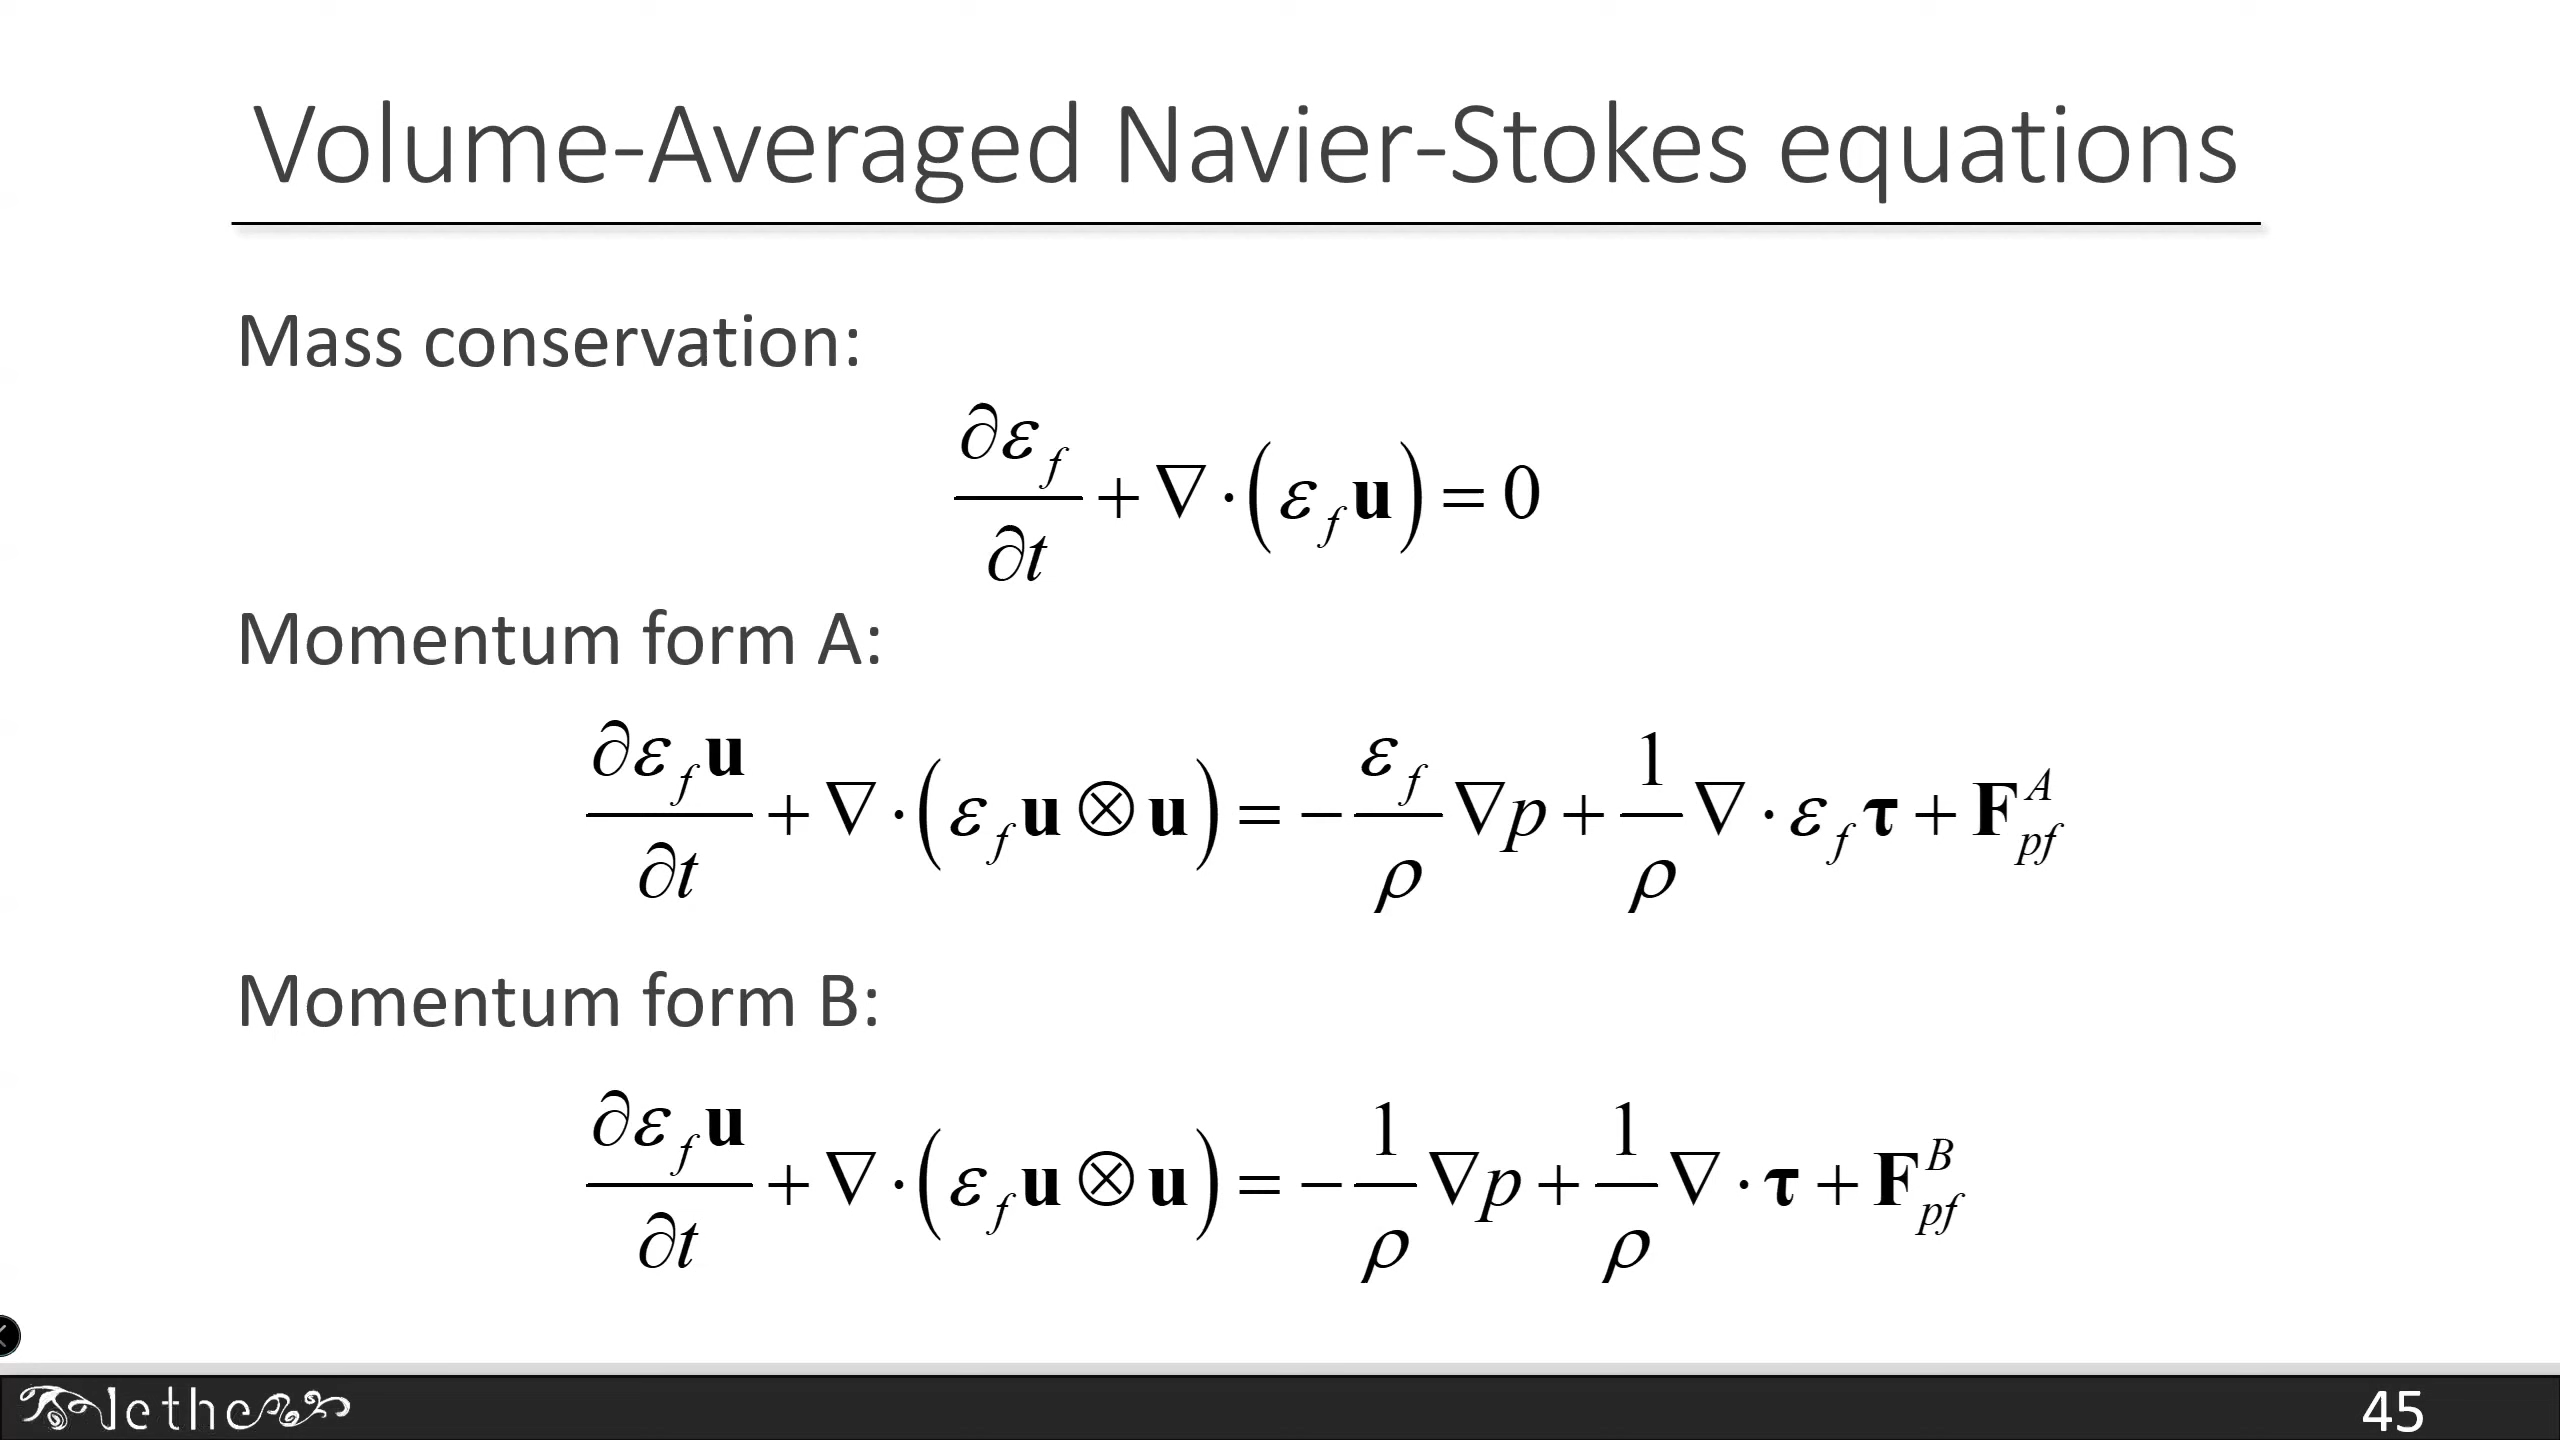 Volume-Averaged Navier-Stokes equations
Mass conservation:
∂ε_f/∂t + ∇·(ε_f 𝐮) = 0
Momentum form A:
∂ε_f 𝐮/∂t + ∇·(ε_f 𝐮 ⊗ 𝐮) = −ε_f/ρ ∇p + 1/ρ ∇·ε_f 𝛕 + 𝐅_pf^A
Momentum form B:
∂ε_f 𝐮/∂t + ∇·(ε_f 𝐮 ⊗ 𝐮) = −1/ρ ∇p + 1/ρ ∇·𝛕 + 𝐅_pf^B
lethe
45